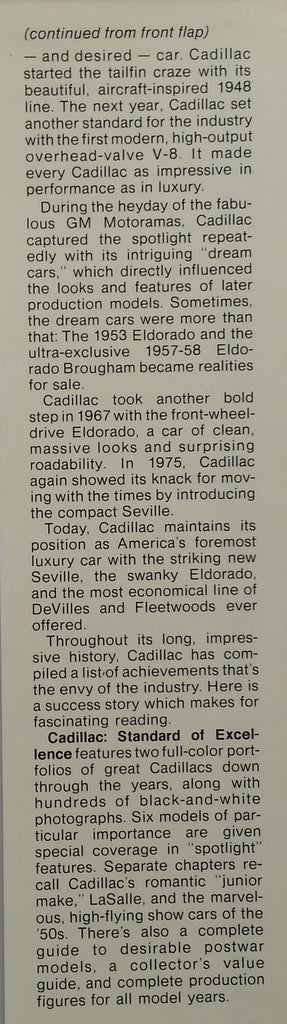 (continued from front flap)
— and desired — car. Cadillac
started the tailfin craze with its
beautiful, aircraft-inspired 1948
line. The next year, Cadillac set
another standard for the industry
with the first modern, high-output
overhead-valve V-8. It made
every Cadillac as impressive in
performance as in luxury.
During the heyday of the fabu-
lous GM Motoramas, Cadillac
captured the spotlight repeat-
edly with its intriguing "dream
cars," which directly influenced
the looks and features of later
production models. Sometimes,
the dream cars were more than
that: The 1953 Eldorado and the
ultra-exclusive 1957-58 Eldo-
rado Brougham became realities
for sale.
Cadillac took another bold
step in 1967 with the front-wheel-
drive Eldorado, a car of clean,
massive looks and surprising
roadability. In 1975, Cadillac
again showed its knack for mov-
ing with the times by introducing
the compact Seville.
Today, Cadillac maintains its
position as America's foremost
luxury car with the striking new
Seville, the swanky Eldorado,
and the most economical line of
DeVilles and Fleetwoods ever
offered.
Throughout its long, impres-
sive history, Cadillac has com-
piled a list of achievements that's
the envy of the industry. Here is
a success story which makes for
fascinating reading.
Cadillac: Standard of Excel-
lence features two full-color port-
folios of great Cadillacs down
through the years, along with
hundreds of black-and-white
photographs. Six models of par-
ticular importance are given
special coverage in "spotlight"
features. Separate chapters re-
call Cadillac's romantic "junior
make," LaSalle, and the marvel-
ous, high-flying show cars of the
'50s. There's also a complete
guide to desirable postwar
models, a collector's value
guide, and complete production
figures for all model years.